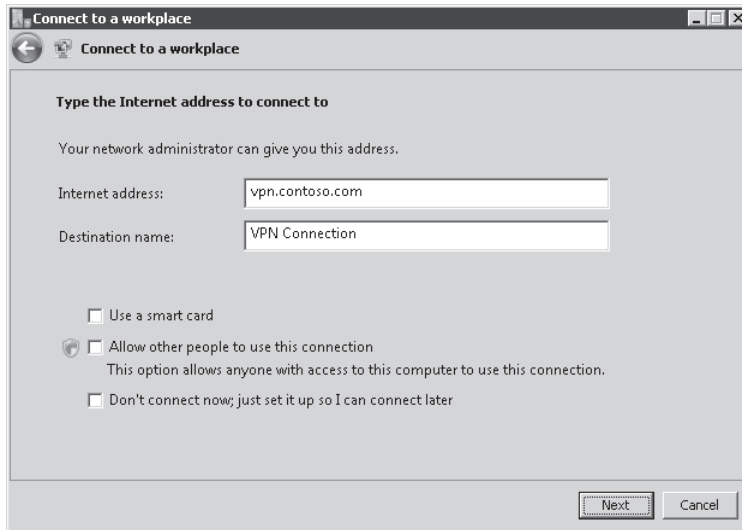 Connect to a workplace
Connect to a workplace
Type the Internet address to connect to
Your network administrator can give you this address.
Internet address: vpn.contoso.com
Destination name: VPN Connection
Use a smart card
Allow other people to use this connection
This option allows anyone with access to this computer to use this connection.
Don't connect now; just set it up so I can connect later
Next Cancel